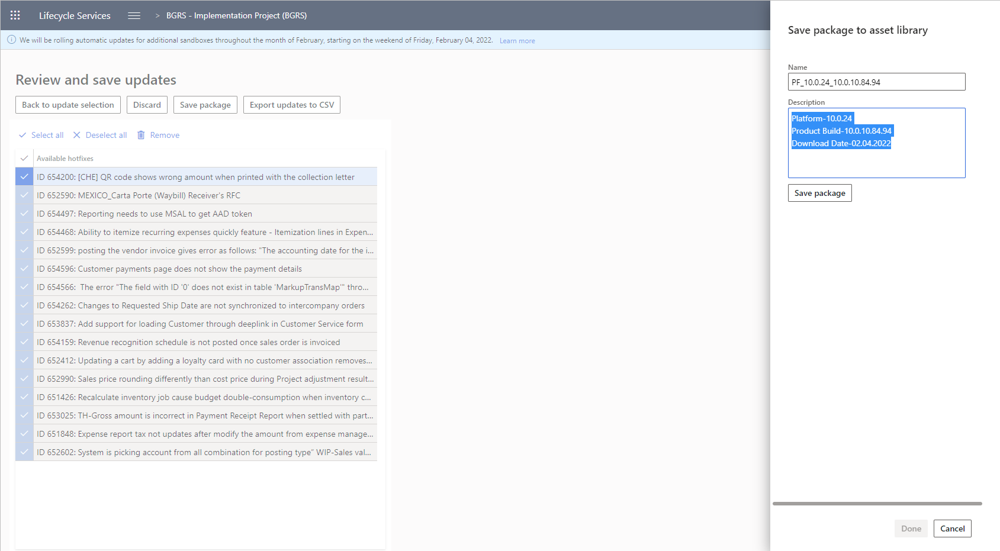 Lifecycle Services > BGRS - Implementation Project (BGRS)
We will be rolling automatic updates for additional sandboxes throughout the month of February, starting on the weekend of Friday, February 04, 2022. Learn more
Review and save updates
Back to update selection Discard Save package Export updates to CSV
Select all Deselect all Remove
Available hotfixes
ID 654200: [CHE] QR code shows wrong amount when printed with the collection letter
ID 652590: MEXICO_Carta Porte (Waybill) Receiver's RFC
ID 654497: Reporting needs to use MSAL to get AAD token
ID 654468: Ability to itemize recurring expenses quickly feature - Itemization lines in Expen...
ID 652599: posting the vendor invoice gives error as follows: "The accounting date for the i...
ID 654596: Customer payments page does not show the payment details
ID 654566:  The error "The field with ID '0' does not exist in table 'MarkupTransMap'" thro...
ID 654262: Changes to Requested Ship Date are not synchronized to intercompany orders
ID 653837: Add support for loading Customer through deeplink in Customer Service form
ID 654159: Revenue recognition schedule is not posted once sales order is invoiced
ID 652412: Updating a cart by adding a loyalty card with no customer association removes...
ID 652990: Sales price rounding differently than cost price during Project adjustment result...
ID 651426: Recalculate inventory job cause budget double-consumption when inventory c...
ID 653025: TH-Gross amount is incorrect in Payment Receipt Report when settled with part...
ID 651848: Expense report tax not updates after modify the amount from expense manage...
ID 652602: System is picking account from all combination for posting type” WIP-Sales val...
Save package to asset library
Name
PF_10.0.24_10.0.10.84.94
Description
Platform-10.0.24
Product Build-10.0.10.84.94
Download Date-02.04.2022
Save package
Done Cancel